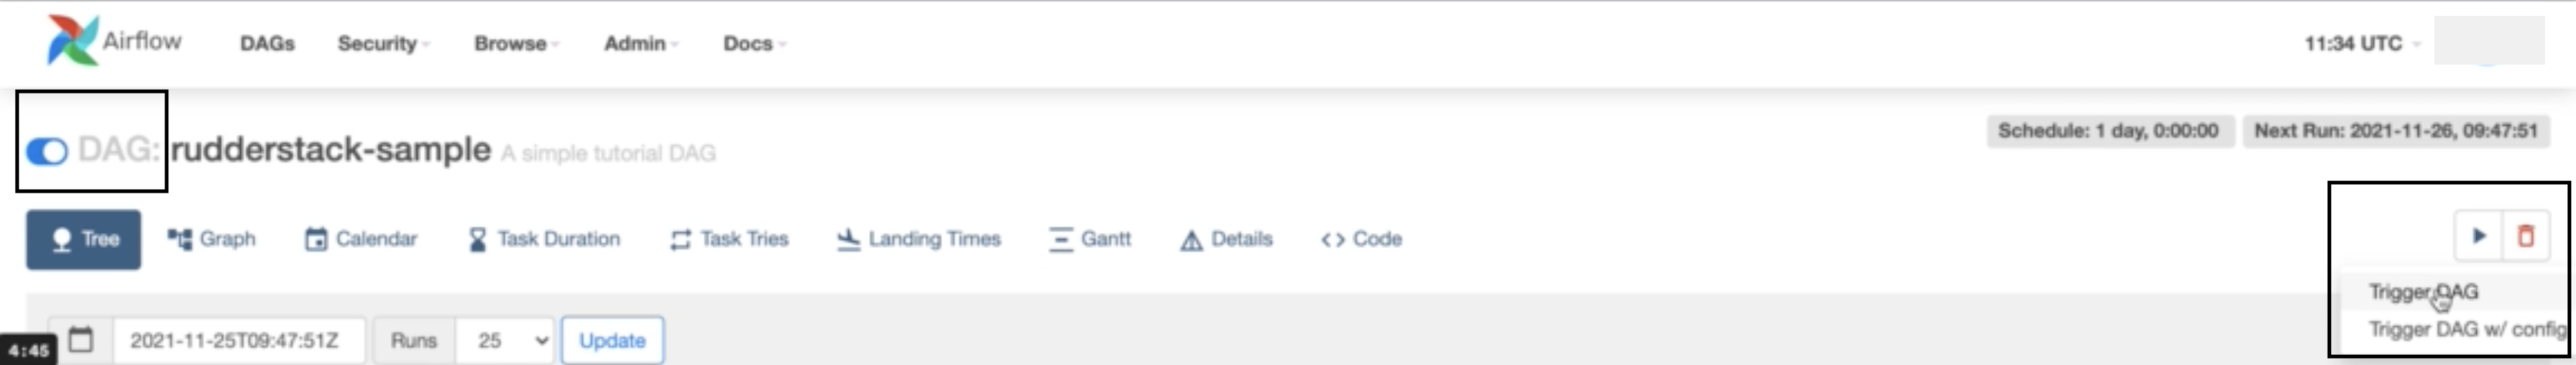 Airflow DAGs Security Browse Admin Docs 11:34 UTC
DAG: rudderstack-sample A simple tutorial DAG
Schedule: 1 day, 0:00:00 Next Run: 2021-11-26, 09:47:51
Tree Graph Calendar Task Duration Task Tries Landing Times Gantt Details <> Code
Trigger DAG
Trigger DAG w/ config
2021-11-25T09:47:51Z Runs 25 Update
4:45